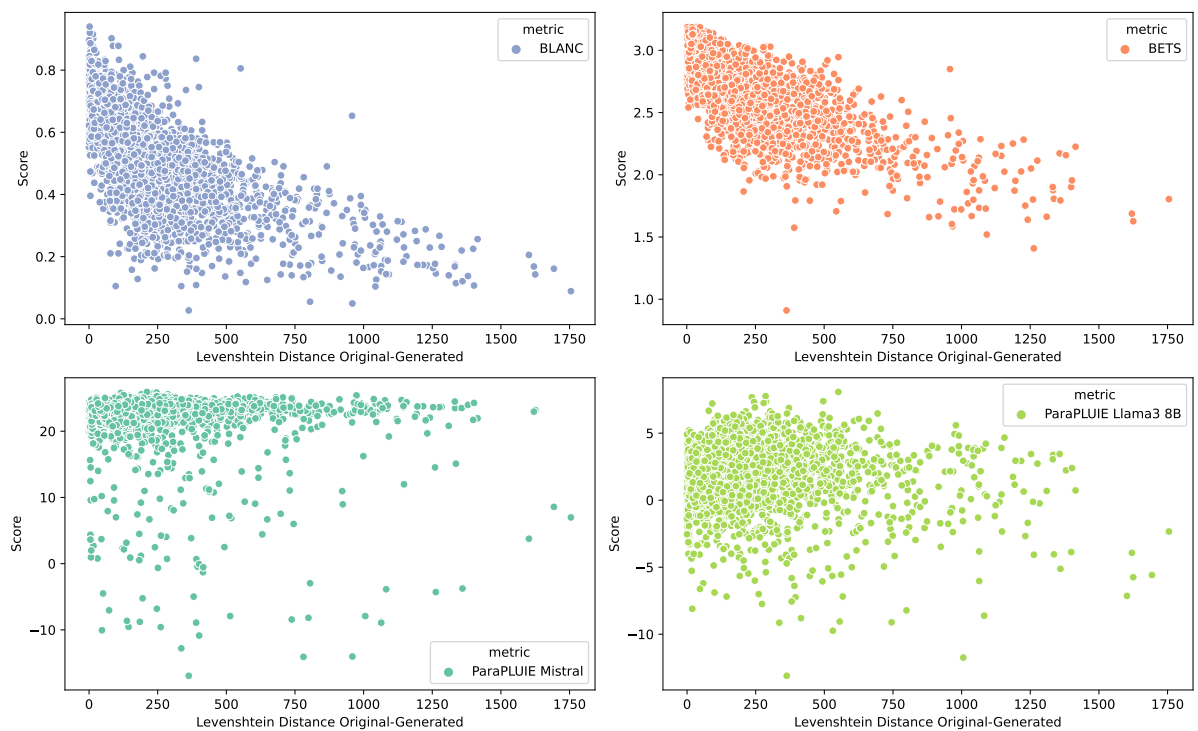 metric
BLANC
0.8
0.6
0.4
0.2
0.0
Score
0 250 500 750 1000 1250 1500 1750
Levenshtein Distance Original-Generated
metric
BETS
3.0
2.5
2.0
1.5
1.0
Score
0 250 500 750 1000 1250 1500 1750
Levenshtein Distance Original-Generated
20
10
0
−10
Score
metric
ParaPLUIE Mistral
0 250 500 750 1000 1250 1500 1750
Levenshtein Distance Original-Generated
metric
ParaPLUIE Llama3 8B
5
0
−5
−10
Score
0 250 500 750 1000 1250 1500 1750
Levenshtein Distance Original-Generated